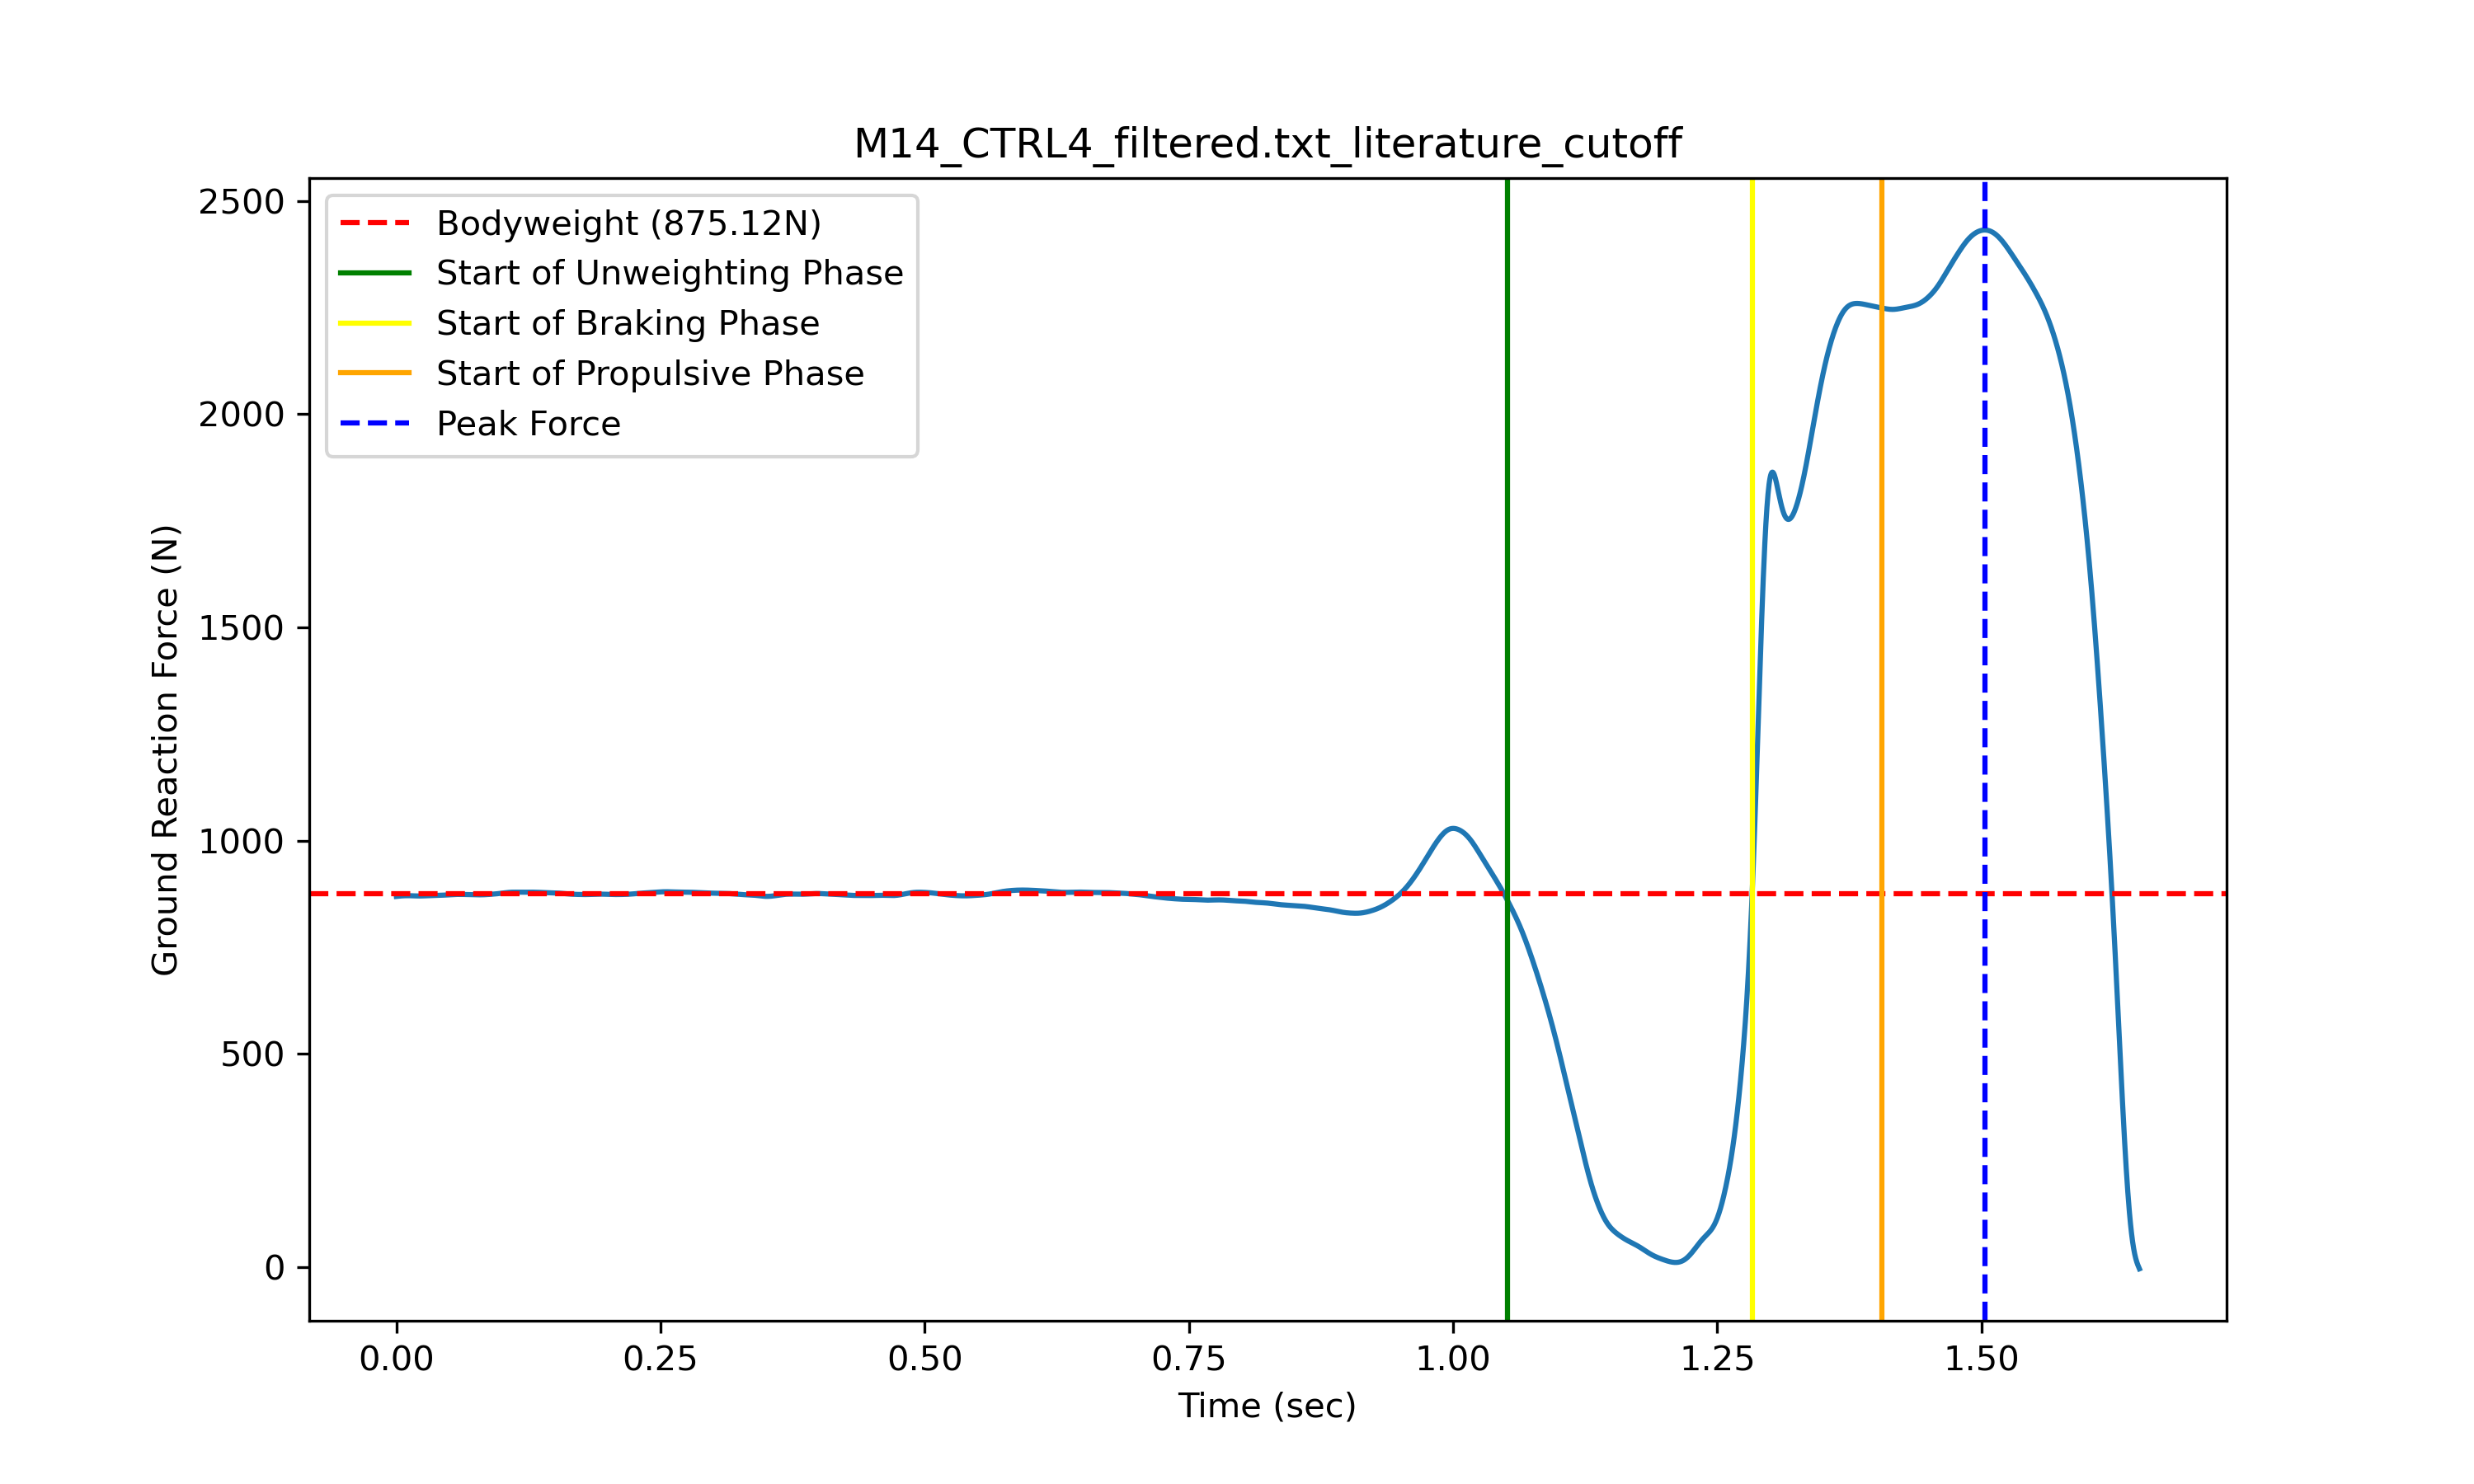 M14_CTRL4_filtered.txt_literature_cutoff
Bodyweight (875.12N)
Start of Unweighting Phase
Start of Braking Phase
Start of Propulsive Phase
Peak Force
Ground Reaction Force (N)
2500
2000
1500
1000
500
0
0.00 0.25 0.50 0.75 1.00 1.25 1.50
Time (sec)